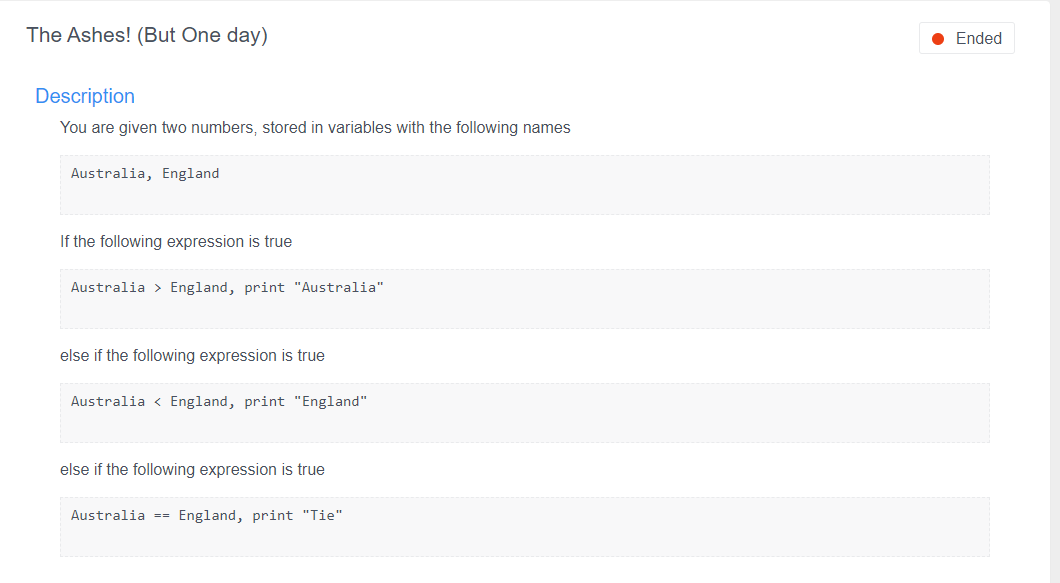 The Ashes! (But One day)
Ended
Description
You are given two numbers, stored in variables with the following names
Australia, England
If the following expression is true
Australia > England, print "Australia"
else if the following expression is true
Australia < England, print "England"
else if the following expression is true
Australia == England, print "Tie"